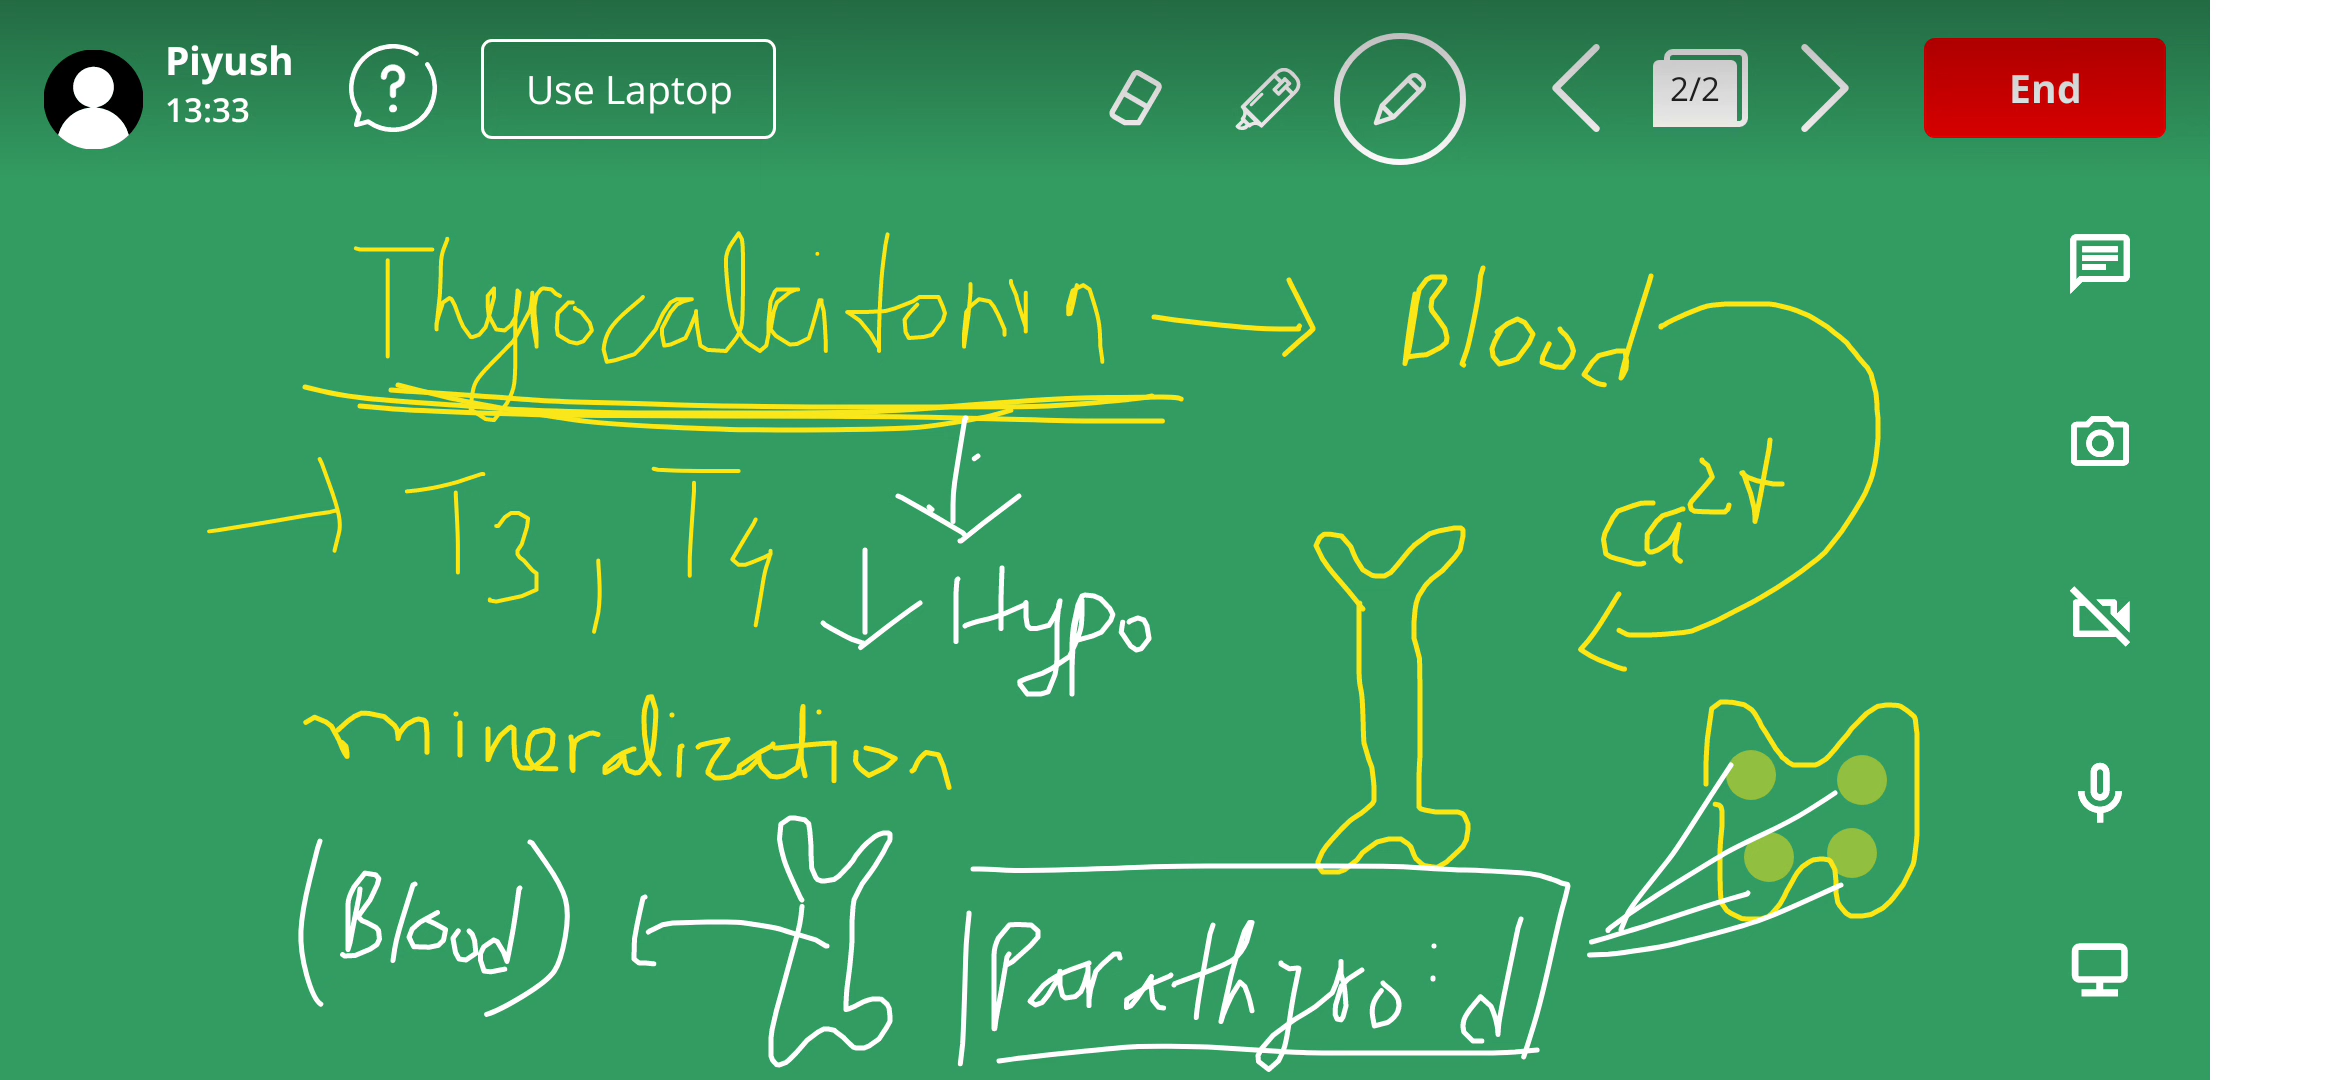 Piyush
13:33
?
Use Laptop
2/2
End
Thyrocalcitonin → Blood
→ T3, T4
Ca2+
↓ Hypo
mineralization
(Blood)
Parathyroid